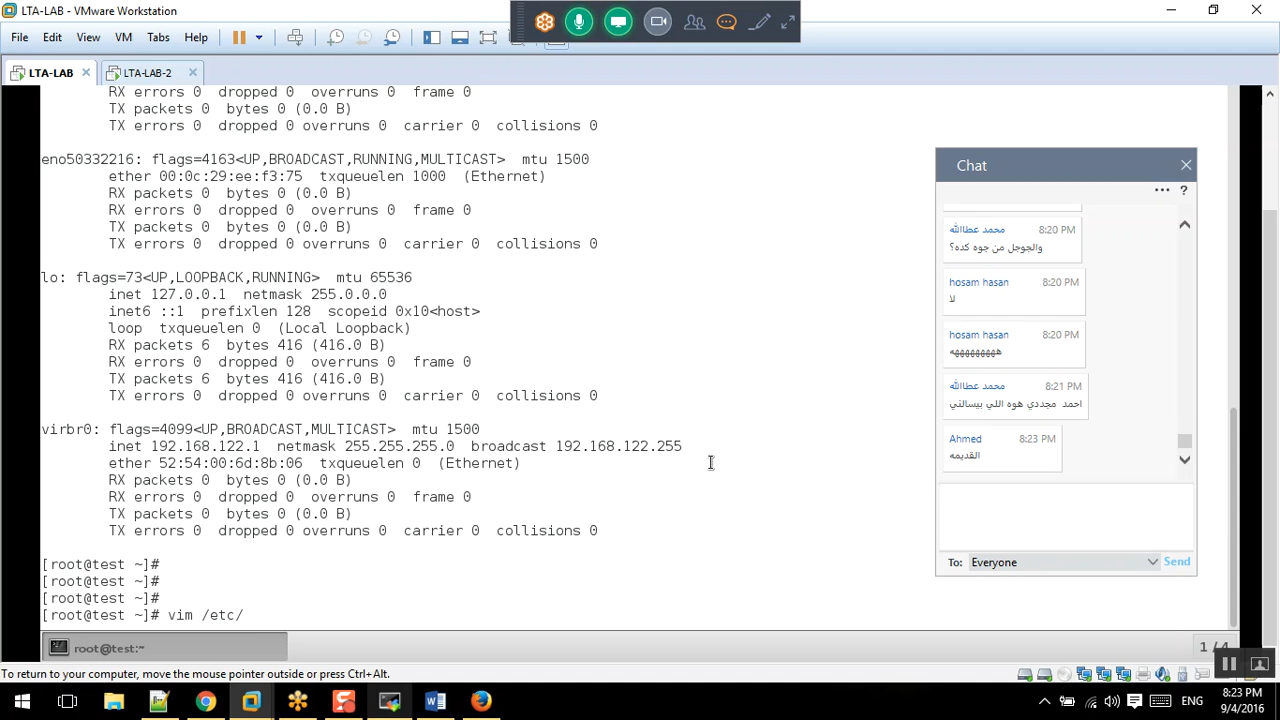 LTA-LAB - VMware Workstation
File Edit View VM Tabs Help
LTA-LAB
LTA-LAB-2
RX errors 0 dropped 0 overruns 0 frame 0
TX packets 0 bytes 0 (0.0 B)
TX errors 0 dropped 0 overruns 0 carrier 0 collisions 0
eno50332216: flags=4163<UP,BROADCAST,RUNNING,MULTICAST> mtu 1500
ether 00:0c:29:ee:f3:75 txqueuelen 1000 (Ethernet)
RX packets 0 bytes 0 (0.0 B)
RX errors 0 dropped 0 overruns 0 frame 0
TX packets 0 bytes 0 (0.0 B)
TX errors 0 dropped 0 overruns 0 carrier 0 collisions 0
lo: flags=73<UP,LOOPBACK,RUNNING> mtu 65536
inet 127.0.0.1 netmask 255.0.0.0
inet6 ::1 prefixlen 128 scopeid 0x10<host>
loop txqueuelen 0 (Local Loopback)
RX packets 6 bytes 416 (416.0 B)
RX errors 0 dropped 0 overruns 0 frame 0
TX packets 6 bytes 416 (416.0 B)
TX errors 0 dropped 0 overruns 0 carrier 0 collisions 0
virbr0: flags=4099<UP,BROADCAST,MULTICAST> mtu 1500
inet 192.168.122.1 netmask 255.255.255.0 broadcast 192.168.122.255
ether 52:54:00:6d:8b:06 txqueuelen 0 (Ethernet)
RX packets 0 bytes 0 (0.0 B)
RX errors 0 dropped 0 overruns 0 frame 0
TX packets 0 bytes 0 (0.0 B)
TX errors 0 dropped 0 overruns 0 carrier 0 collisions 0
[root@test ~]#
[root@test ~]#
[root@test ~]#
[root@test ~]# vim /etc/
root@test:~
1 / 4
Chat
... ?
محمد عطاالله 8:20 PM
والجوجل من جوه كده؟
hosam hasan 8:20 PM
لا
hosam hasan 8:20 PM
محمد عطاالله 8:21 PM
احمد مجددي هوه اللي بيسالني
Ahmed 8:23 PM
القديمه
To: Everyone Send
To return to your computer, move the mouse pointer outside or press Ctrl+Alt.
ENG
8:23 PM
9/4/2016